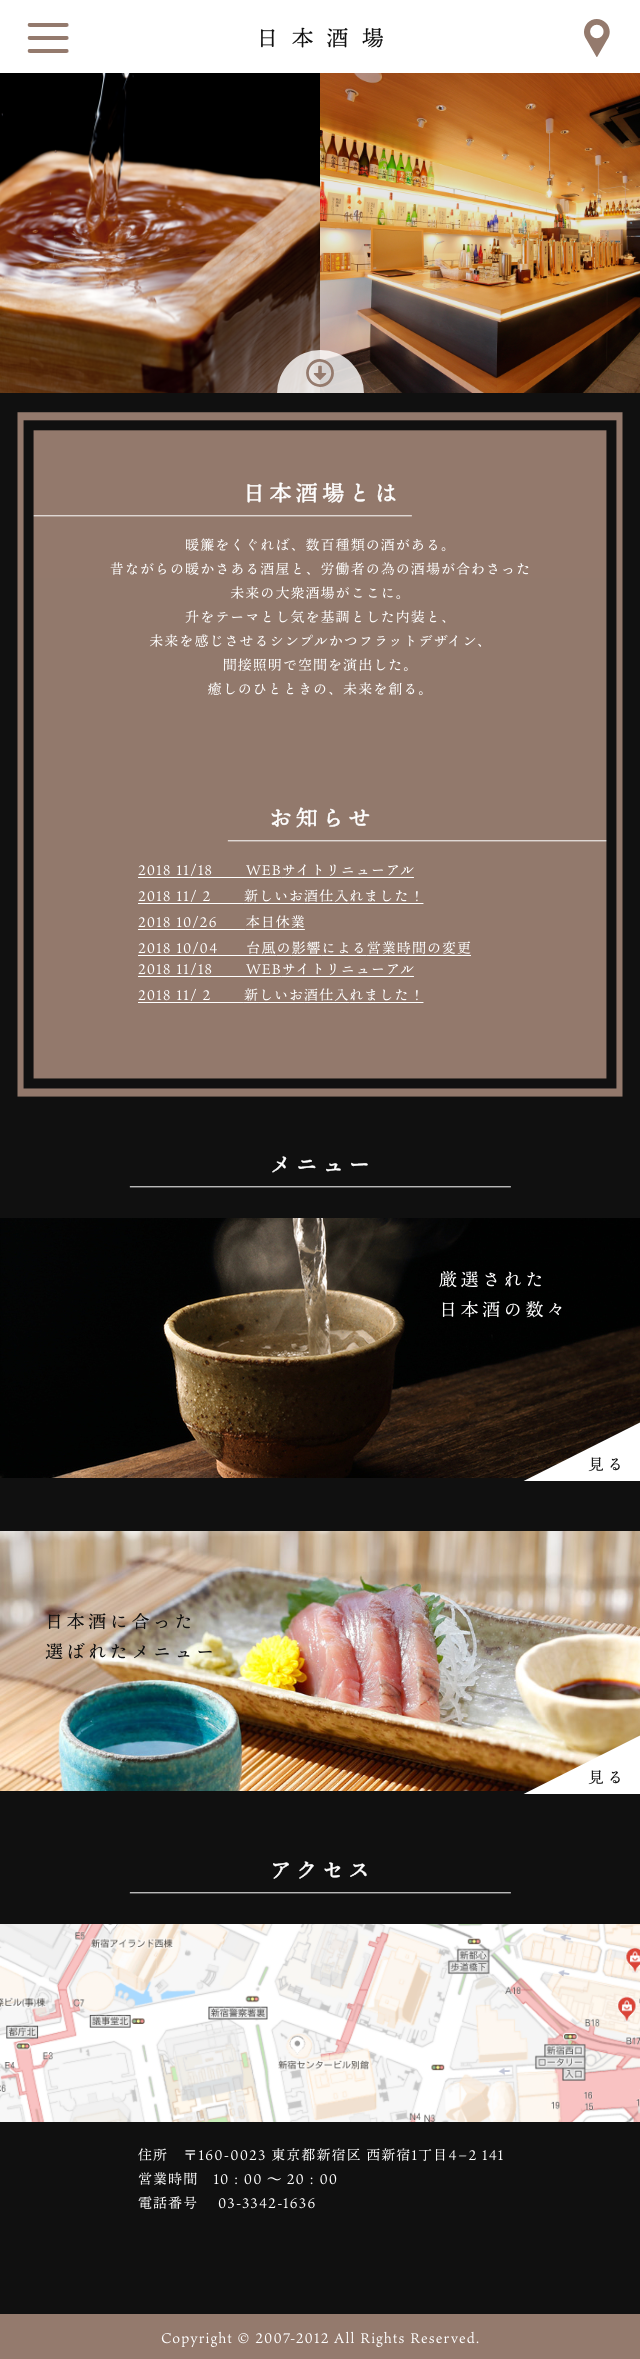 日本酒場
日本酒場とは
暖簾をくぐれば、数百種類の酒がある。
昔ながらの暖かさある酒屋と、労働者の為の酒場が合わさった
未来の大衆酒場がここに。
升をテーマとし気を基調とした内装と、
未来を感じさせるシンプルかつフラットデザイン、
間接照明で空間を演出した。
癒しのひとときの、未来を創る。
お知らせ
2018 11/18 WEBサイトリニューアル
2018 11/ 2 新しいお酒仕入れました！
2018 10/26 本日休業
2018 10/04 台風の影響による営業時間の変更
2018 11/18 WEBサイトリニューアル
2018 11/ 2 新しいお酒仕入れました！
メニュー
厳選された
日本酒の数々
見る
日本酒に合った
選ばれたメニュー
見る
アクセス
E5
新宿アイランド西棟
新都心
歩道橋下
A18
C7
議事堂北
新宿警察署裏
都庁北
B18
B17
E4
E3
新宿センタービル別館
新宿西口
ロータリー
入口
16
19
15
N4
N3
住所 〒160-0023 東京都新宿区 西新宿1丁目4−2 141
営業時間 10 : 00 〜 20 : 00
電話番号 03-3342-1636
Copyright © 2007-2012 All Rights Reserved.